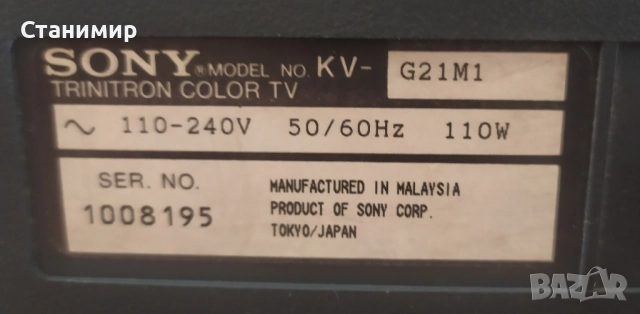 Станимир
SONY ® MODEL NO. KV- G21M1
TRINITRON COLOR TV
~ 110-240V 50/60Hz 110W
SER. NO.
1008195
MANUFACTURED IN MALAYSIA
PRODUCT OF SONY CORP.
TOKYO/JAPAN
BAZAR